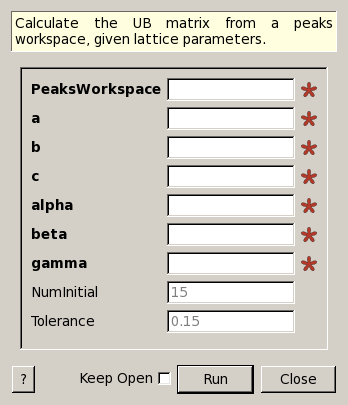 Calculate the UB matrix from a peaks
workspace, given lattice parameters.
PeaksWorkspace
a
b
c
alpha
beta
gamma
NumInitial 15
Tolerance 0.15
? Keep Open Run Close